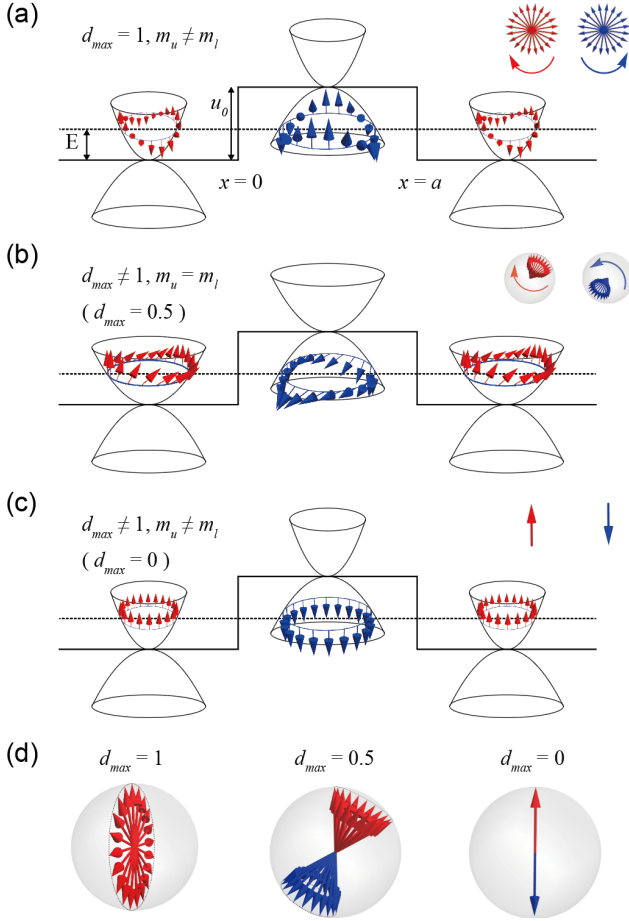 (a)
d_max = 1, m_u ≠ m_l
u_0
E
x = 0
x = a
(b)
d_max ≠ 1, m_u = m_l
( d_max = 0.5 )
(c)
d_max ≠ 1, m_u ≠ m_l
( d_max = 0 )
(d)
d_max = 1
d_max = 0.5
d_max = 0